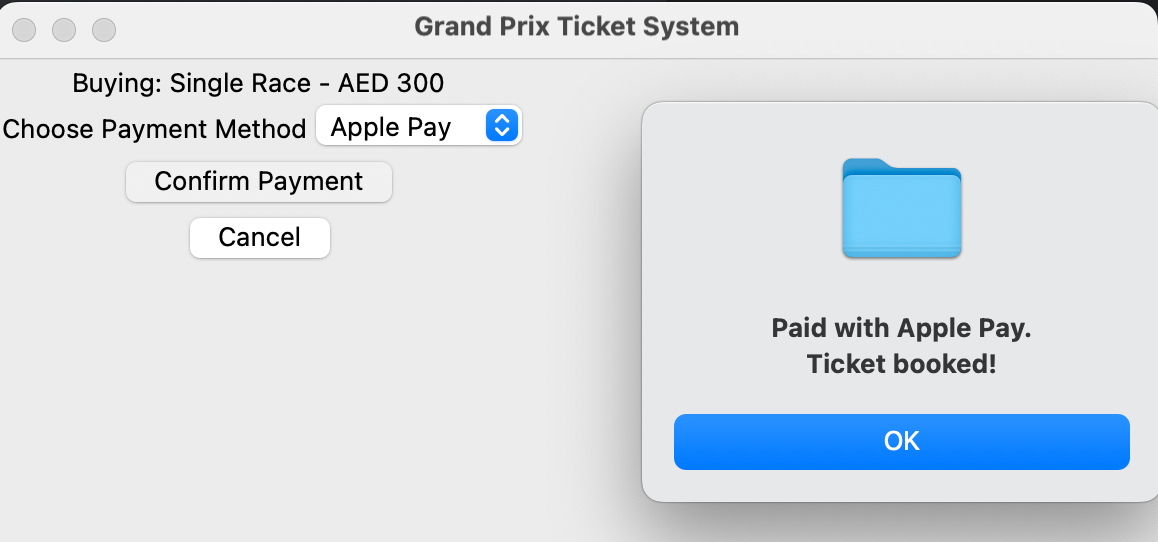 Grand Prix Ticket System
Buying: Single Race - AED 300
Choose Payment Method Apple Pay
Confirm Payment
Cancel
Paid with Apple Pay.
Ticket booked!
OK